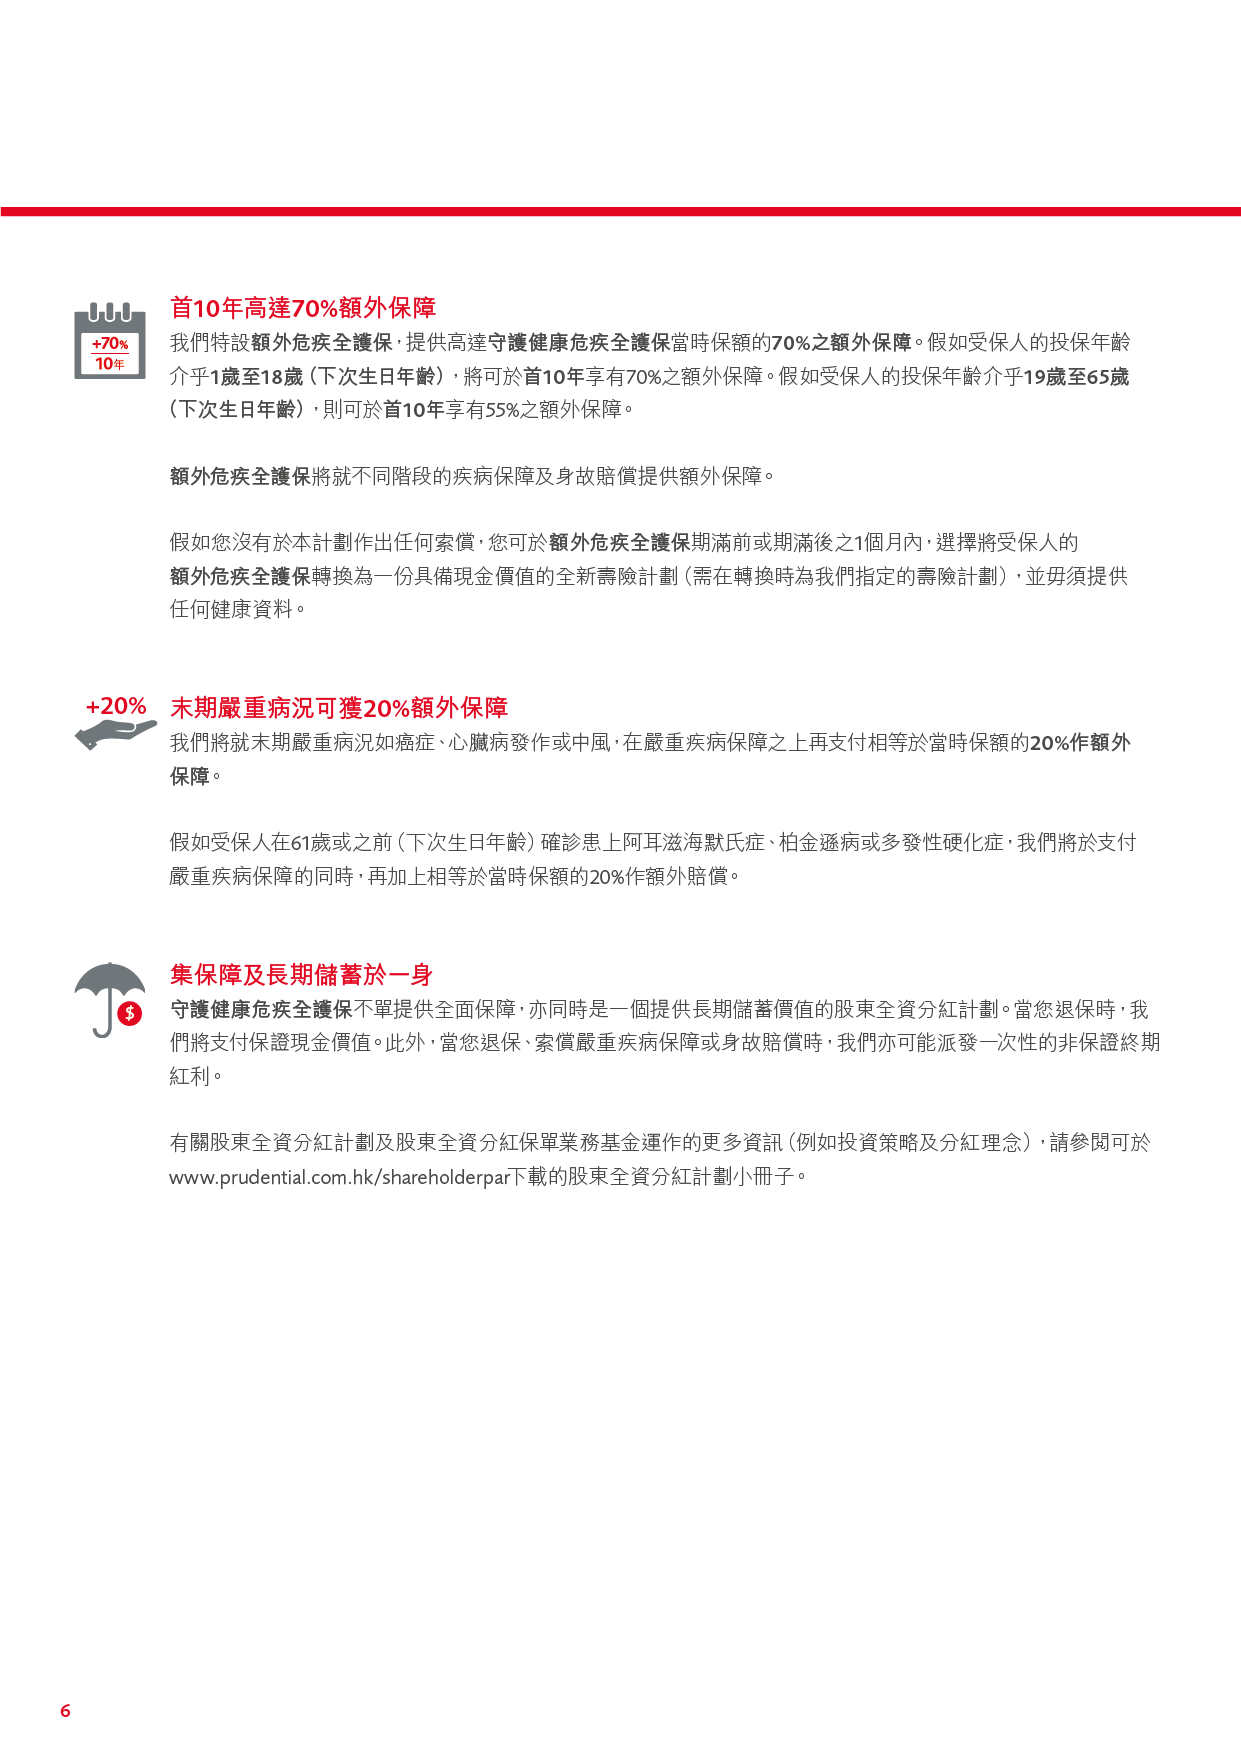 +70%
10年
首10年高達70%額外保障
我們特設額外危疾全護保，提供高達守護健康危疾全護保當時保額的70%之額外保障。假如受保人的投保年齡
介乎1歲至18歲（下次生日年齡），將可於首10年享有70%之額外保障。假如受保人的投保年齡介乎19歲至65歲
（下次生日年齡），則可於首10年享有55%之額外保障。
額外危疾全護保將就不同階段的疾病保障及身故賠償提供額外保障。
假如您沒有於本計劃作出任何索償，您可於額外危疾全護保期滿前或期滿後之1個月內，選擇將受保人的
額外危疾全護保轉換為一份具備現金價值的全新壽險計劃（需在轉換時為我們指定的壽險計劃），並毋須提供
任何健康資料。
+20%
末期嚴重病況可獲20%額外保障
我們將就末期嚴重病況如癌症、心臟病發作或中風，在嚴重疾病保障之上再支付相等於當時保額的20%作額外
保障。
假如受保人在61歲或之前（下次生日年齡）確診患上阿耳滋海默氏症、柏金遜病或多發性硬化症，我們將於支付
嚴重疾病保障的同時，再加上相等於當時保額的20%作額外賠償。
$
集保障及長期儲蓄於一身
守護健康危疾全護保不單提供全面保障，亦同時是一個提供長期儲蓄價值的股東全資分紅計劃。當您退保時，我
們將支付保證現金價值。此外，當您退保、索償嚴重疾病保障或身故賠償時，我們亦可能派發一次性的非保證終期
紅利。
有關股東全資分紅計劃及股東全資分紅保單業務基金運作的更多資訊（例如投資策略及分紅理念），請參閱可於
www.prudential.com.hk/shareholderpar下載的股東全資分紅計劃小冊子。
6